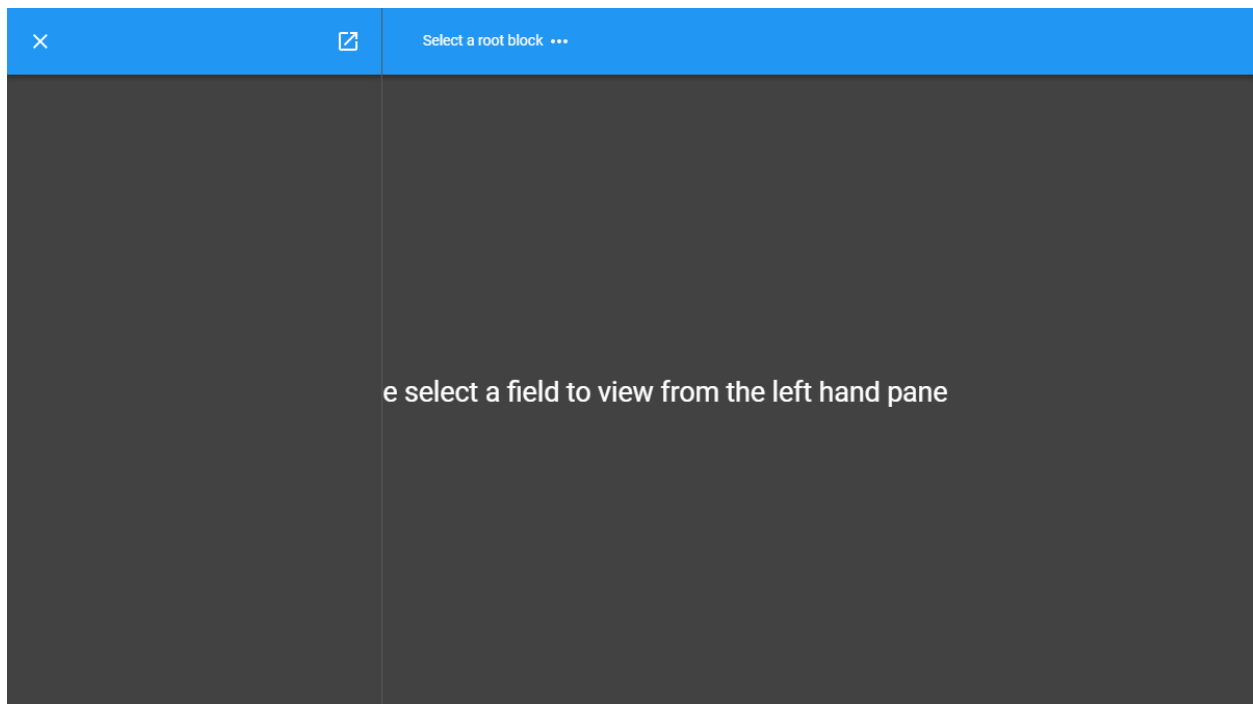 Select a root block •••
e select a field to view from the left hand pane